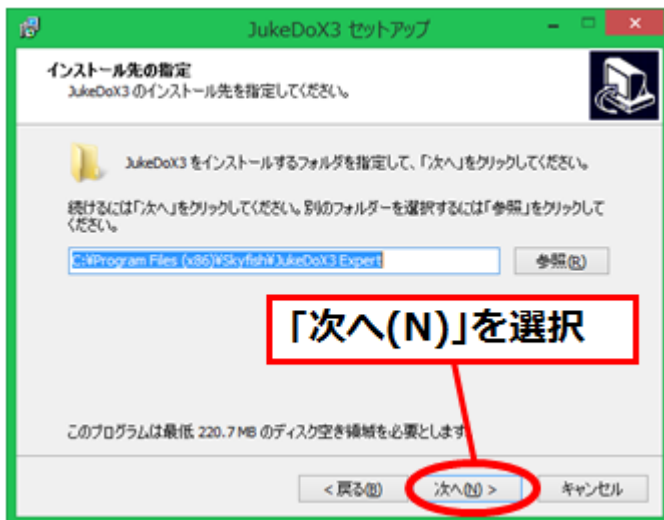 JukeDoX3 セットアップ
インストール先の指定
JukeDoX3 のインストール先を指定してください。
JukeDoX3 をインストールするフォルダを指定して、「次へ」をクリックしてください。
続けるには「次へ」をクリックしてください。別のフォルダーを選択するには「参照」をクリックして
ください。
C:¥Program Files (x86)¥Skyfish¥JukeDoX3 Expert
参照(R)
「次へ(N)」を選択
このプログラムは最低 220.7 MB のディスク空き領域を必要とします
< 戻る(B)
次へ(N) >
キャンセル